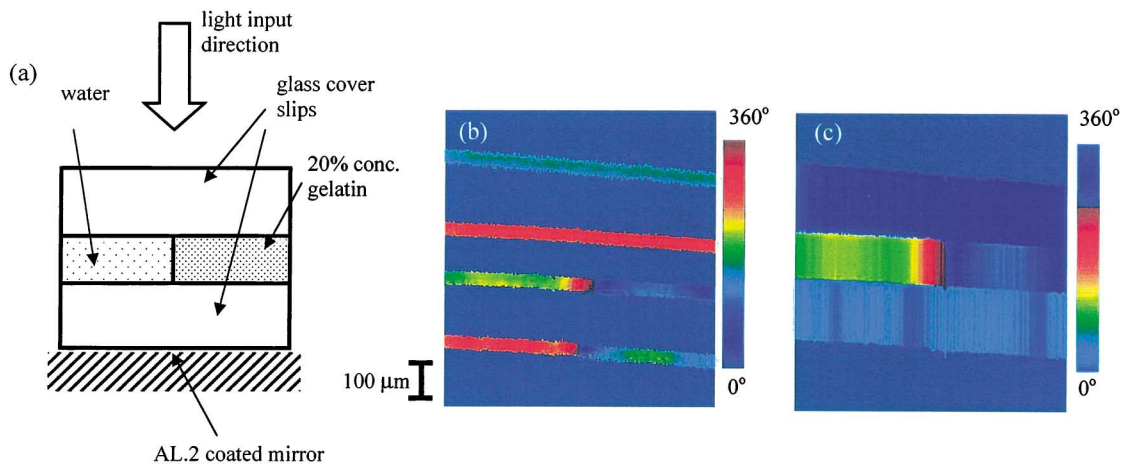 light input
direction
(a)
water
glass cover
slips
20% conc.
gelatin
AL.2 coated mirror
(b)
360°
0°
100 µm
(c)
360°
0°